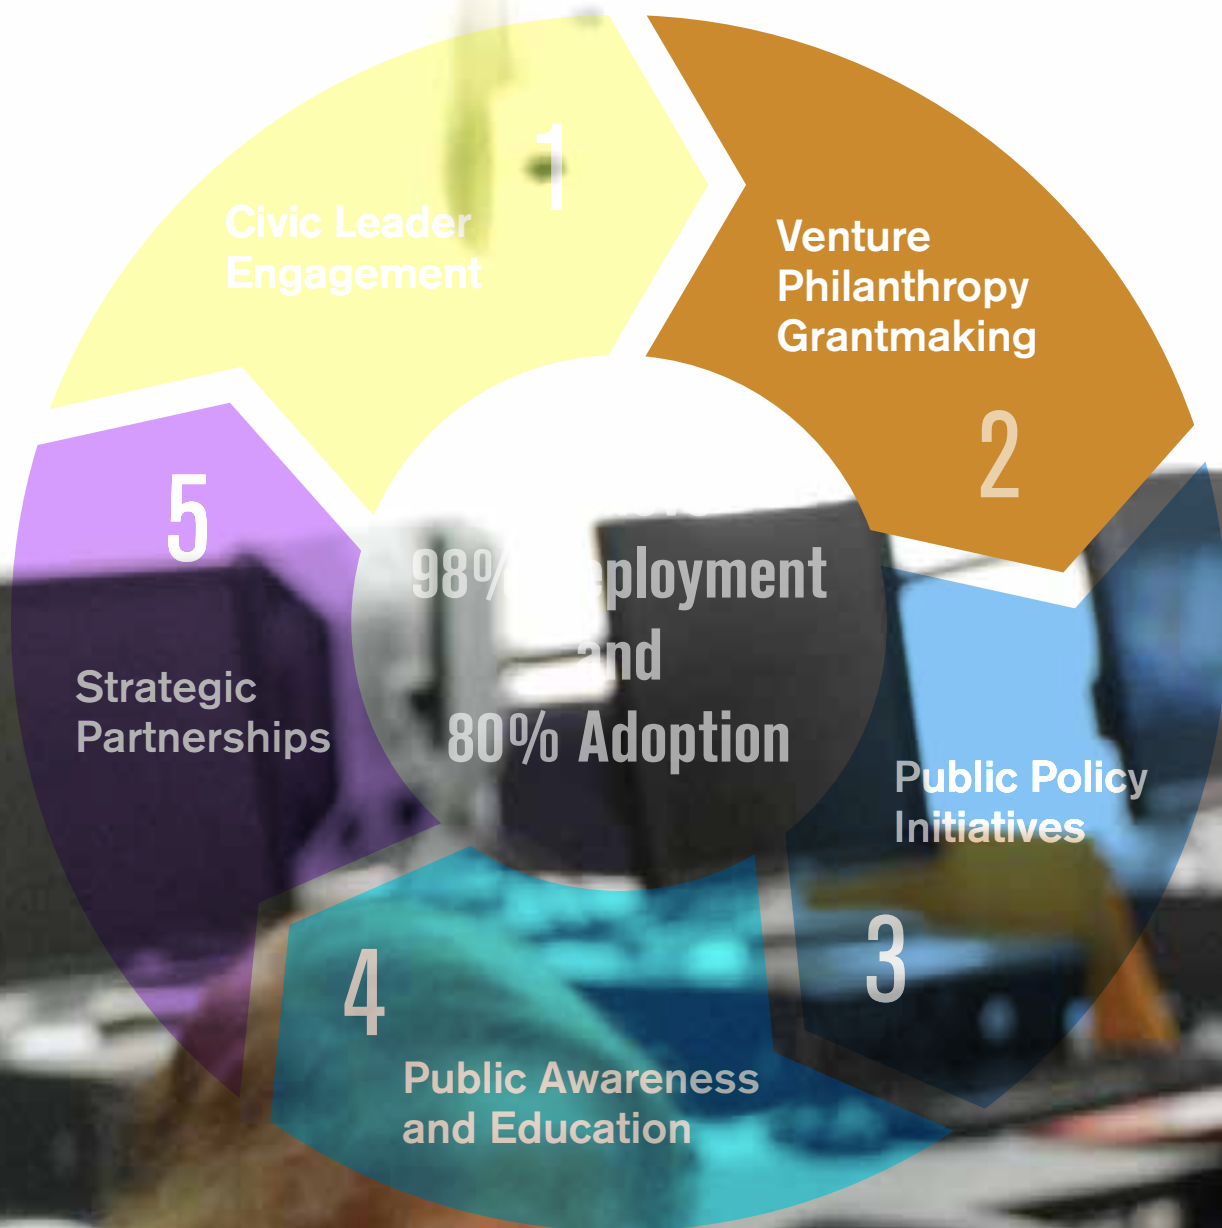 1
Civic Leader
Engagement
Venture
Philanthropy
Grantmaking
2
Public Policy
Initiatives
3
4
Public Awareness
and Education
5
Strategic
Partnerships
98%
and
80% Adoption